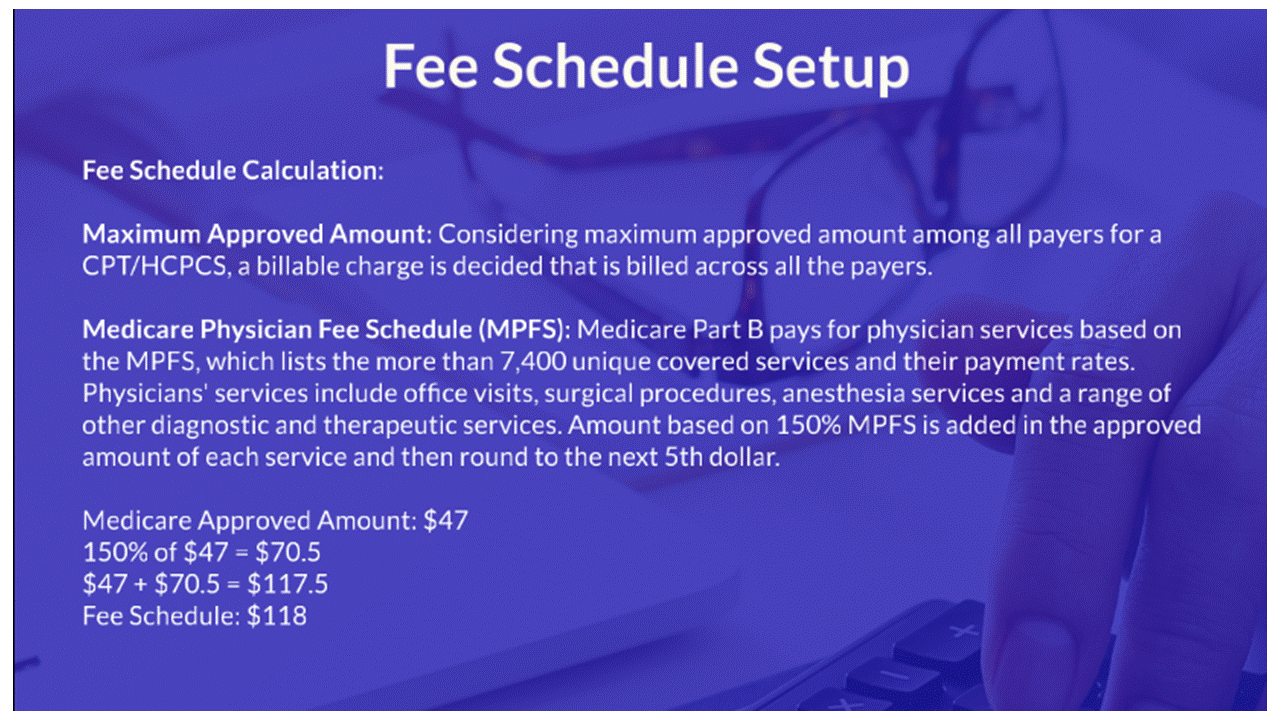 Fee Schedule Setup
Fee Schedule Calculation:
Maximum Approved Amount: Considering maximum approved amount among all payers for a
CPT/HCPCS, a billable charge is decided that is billed across all the payers.
Medicare Physician Fee Schedule (MPFS): Medicare Part B pays for physician services based on
the MPFS, which lists the more than 7,400 unique covered services and their payment rates.
Physicians' services include office visits, surgical procedures, anesthesia services and a range of
other diagnostic and therapeutic services. Amount based on 150% MPFS is added in the approved
amount of each service and then round to the next 5th dollar.
Medicare Approved Amount: $47
150% of $47 = $70.5
$47 + $70.5 = $117.5
Fee Schedule: $118